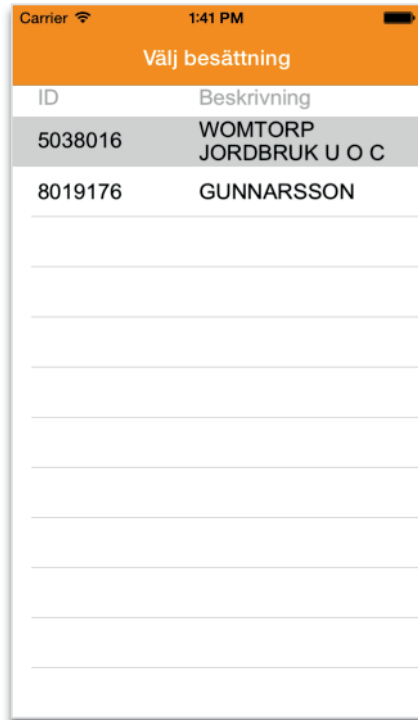 Carrier 1:41 PM
Välj besättning
ID Beskrivning
5038016 WOMTORP
JORDBRUK U O C
8019176 GUNNARSSON